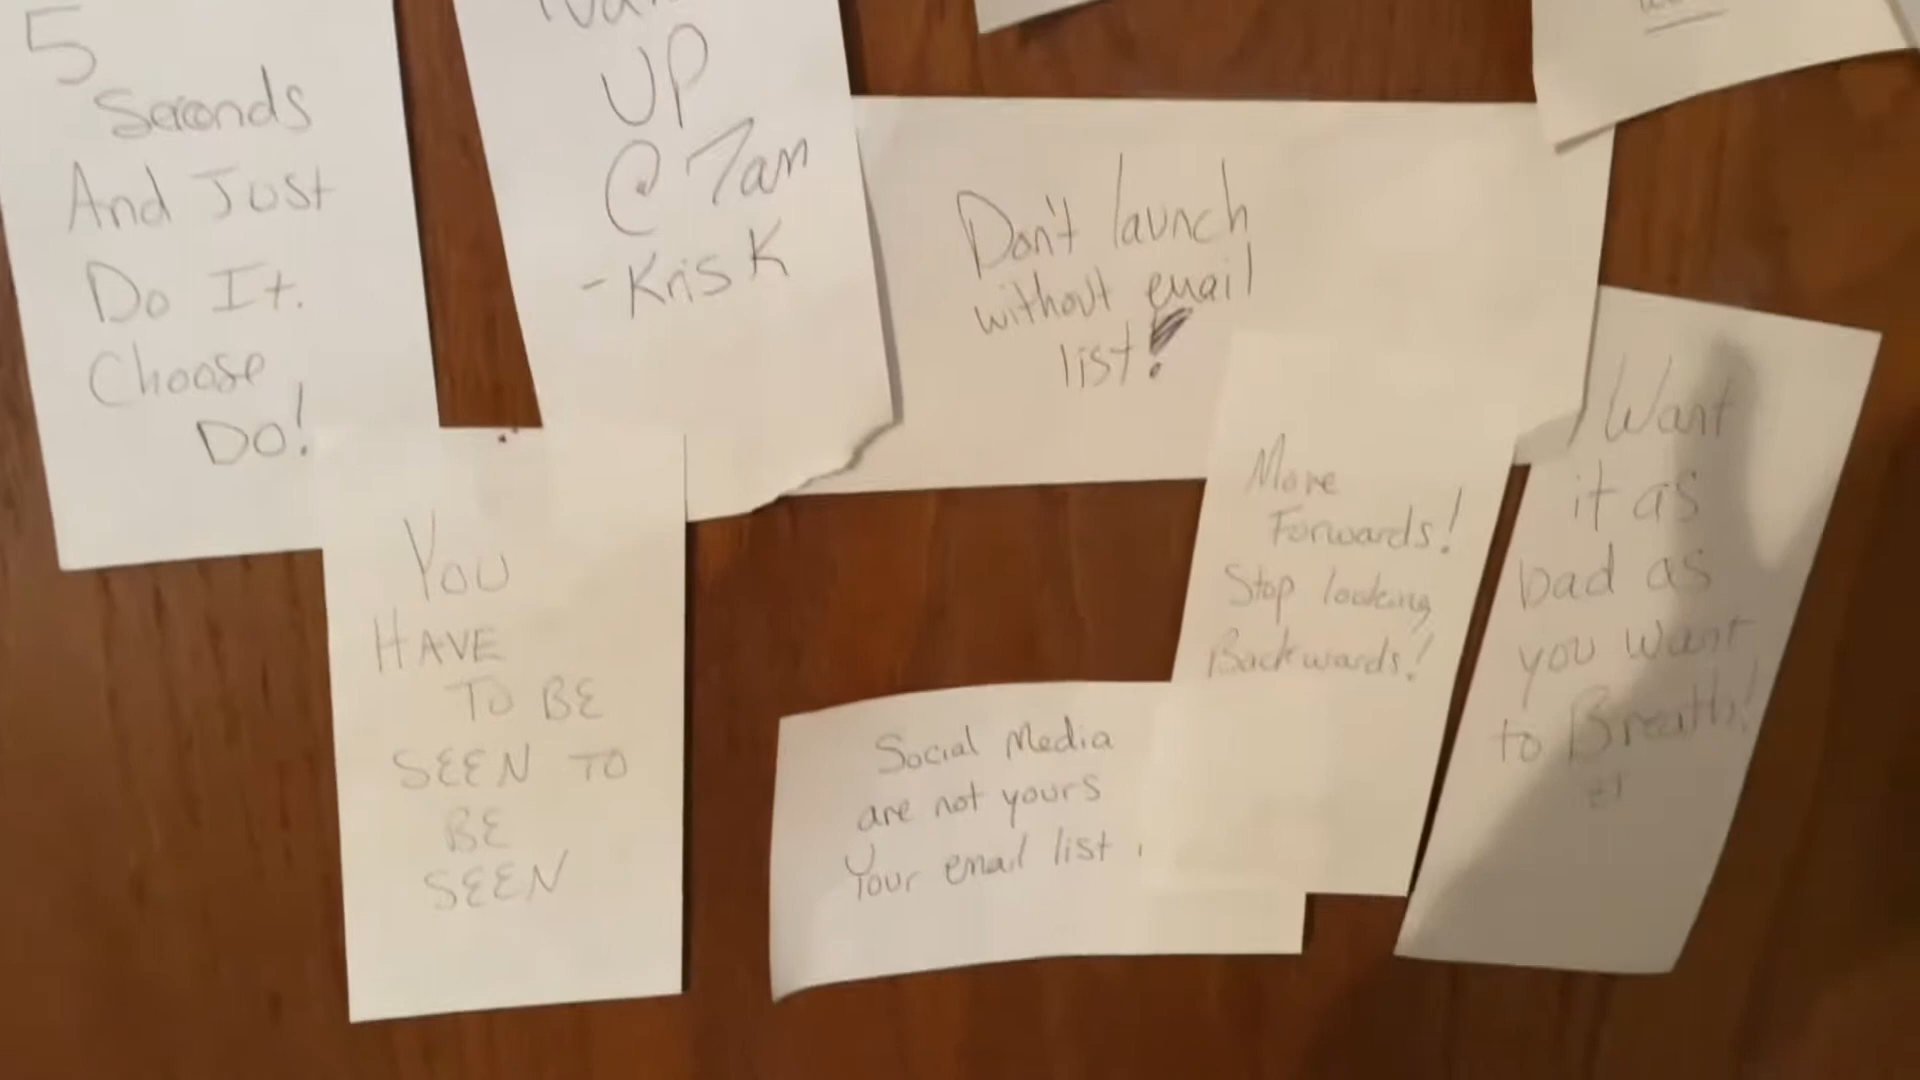 5
Seconds
And Just
Do It.
Choose
DO!
UP
@ 7am
- Kris K
Don't launch
without email
list!
I Want
it as
bad as
you want
to Breath!
Move
Forwards!
Stop looking
Backwards!
YOU
HAVE
TO BE
SEEN TO
BE
SEEN
Social Media
are not yours
Your email list